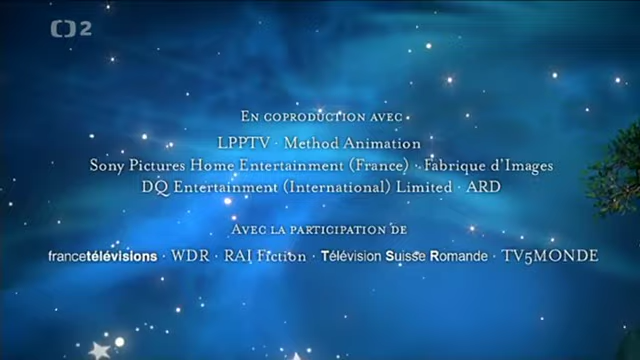 2
En coproduction avec
LPPTV · Method Animation
Sony Pictures Home Entertainment (France) · Fabrique d'Images
DQ Entertainment (International) Limited · ARD
Avec la participation de
francetélévisions · WDR · RAI Fiction · Télévision Suisse Romande · TV5MONDE